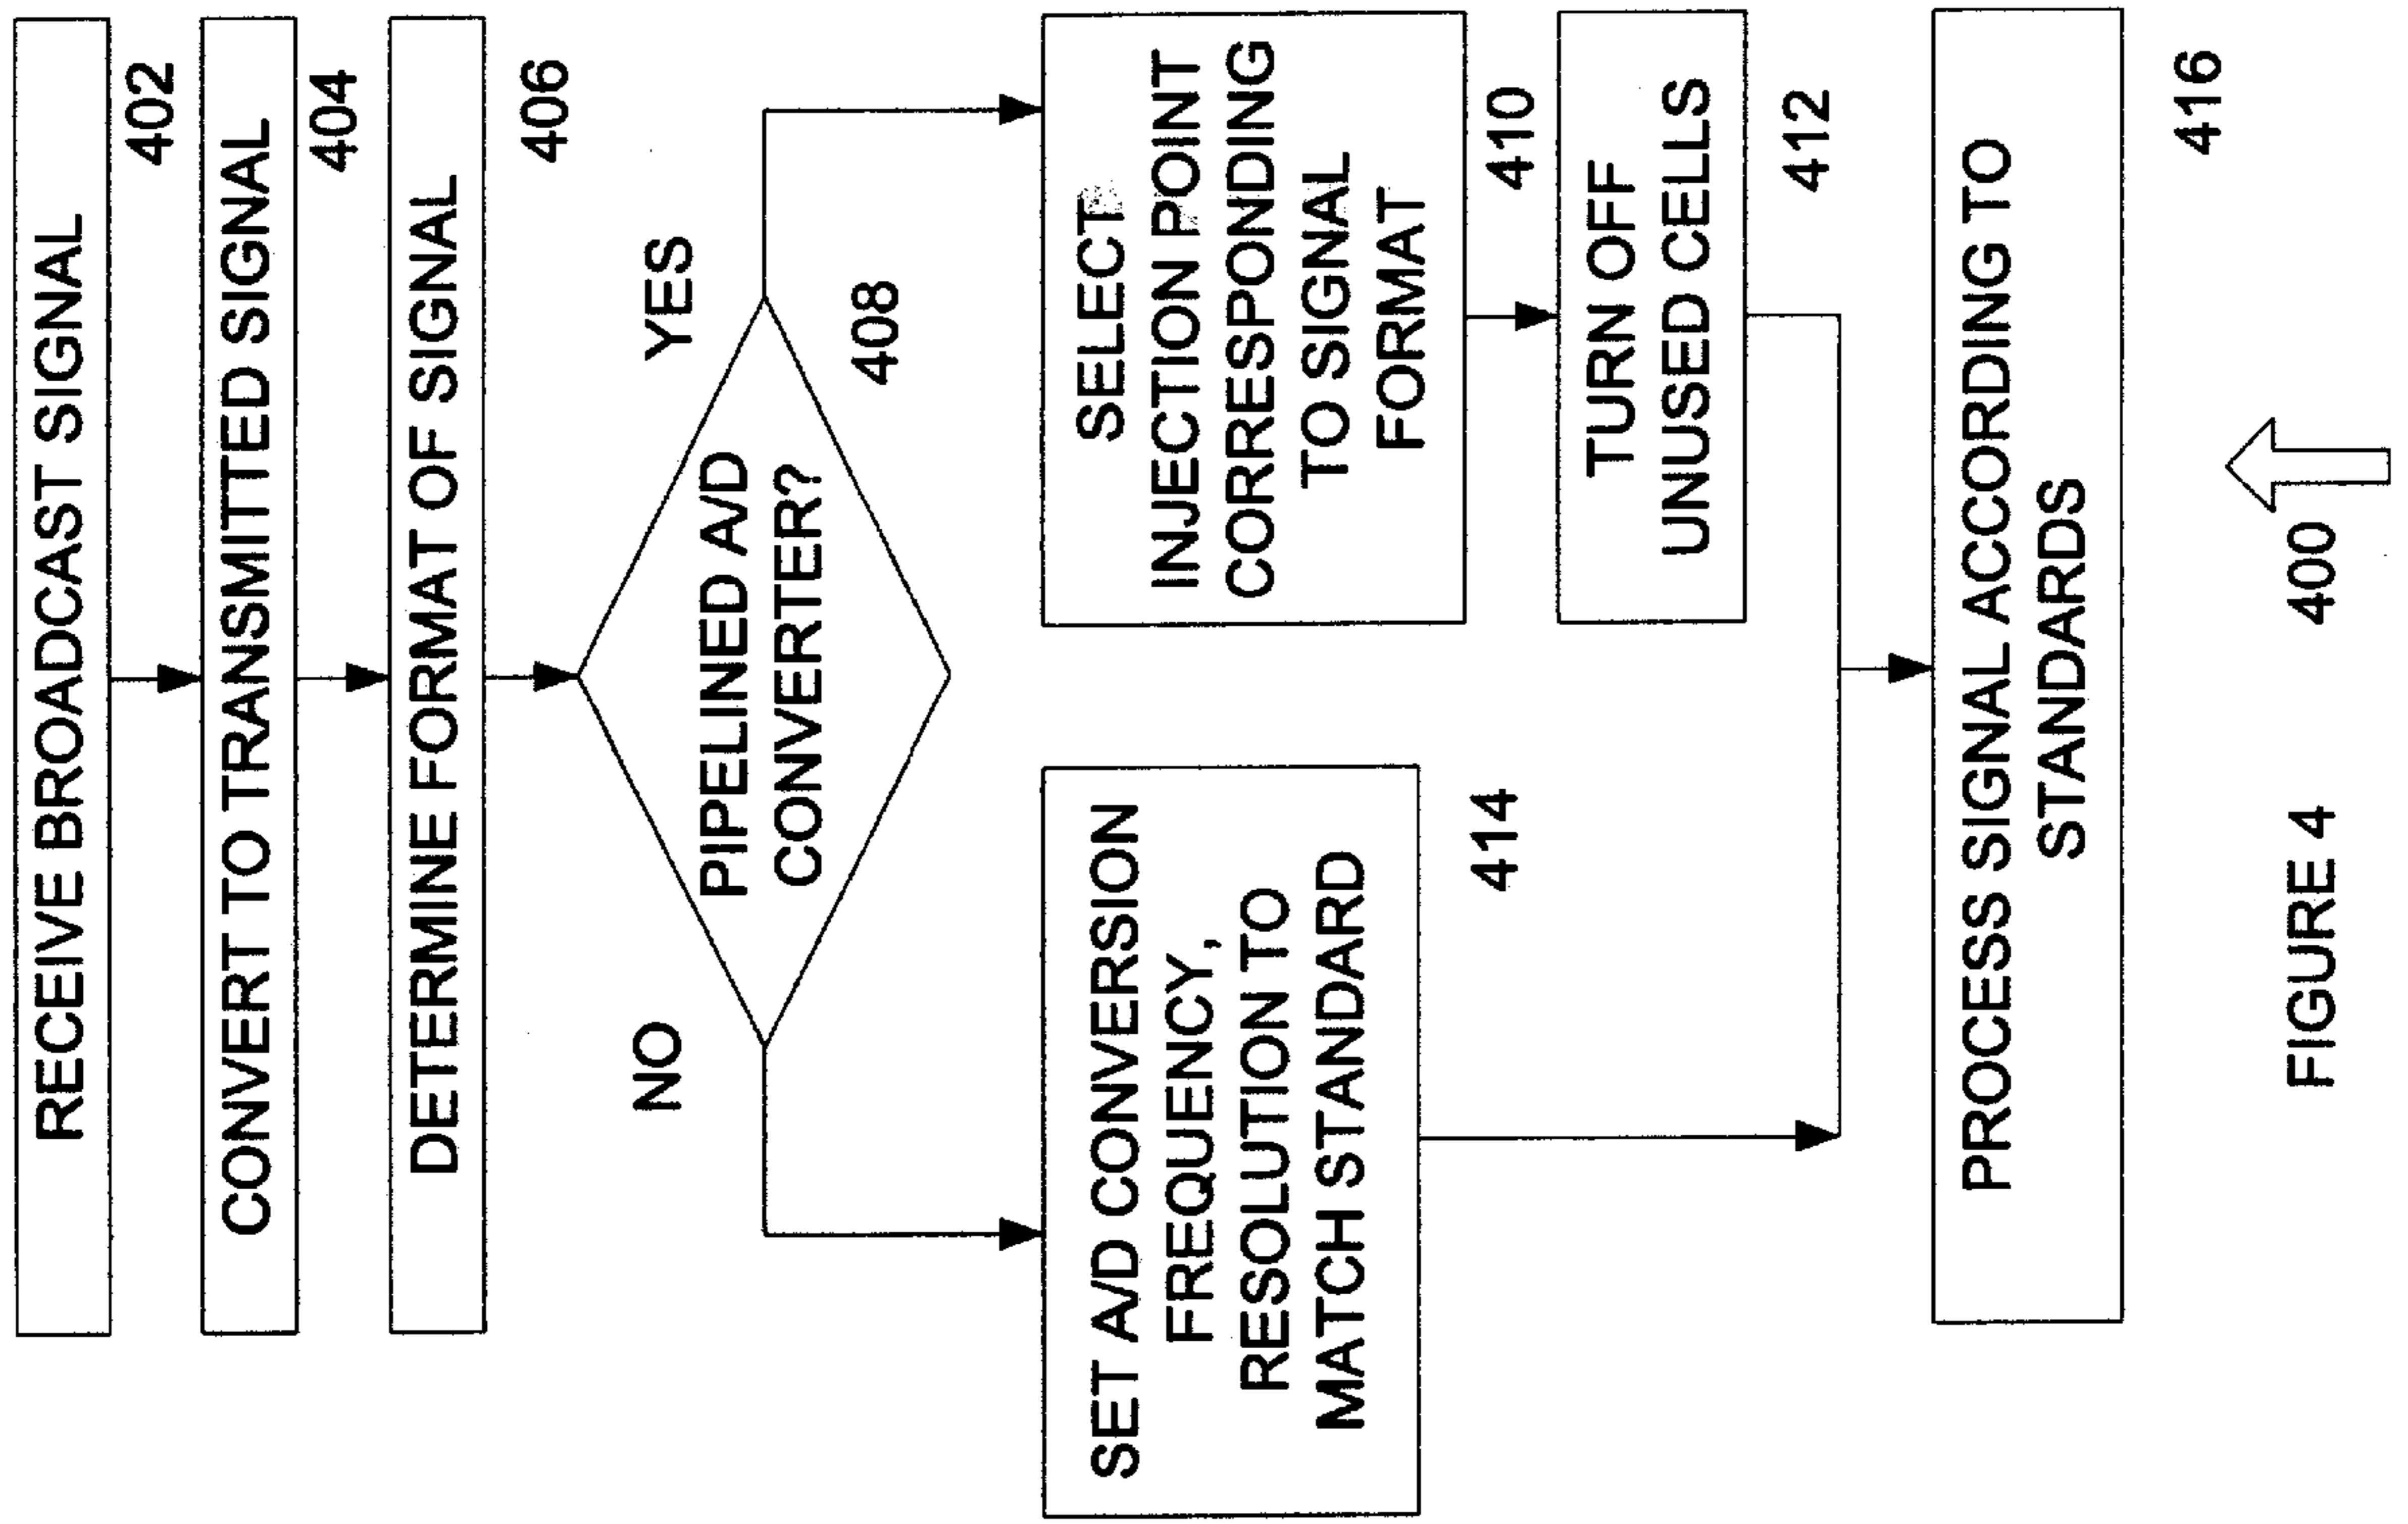 RECEIVE BROADCAST SIGNAL
402
CONVERT TO TRANSMITTED SIGNAL
404
DETERMINE FORMAT OF SIGNAL
406
NO
YES
PIPELINED A/D
CONVERTER?
408
SET A/D CONVERSION
FREQUENCY,
RESOLUTION TO
MATCH STANDARD
414
SELECT
INJECTION POINT
CORRESPONDING
TO SIGNAL
FORMAT
410
TURN OFF
UNUSED CELLS
412
PROCESS SIGNAL ACCORDING TO
STANDARDS
416
FIGURE 4
400